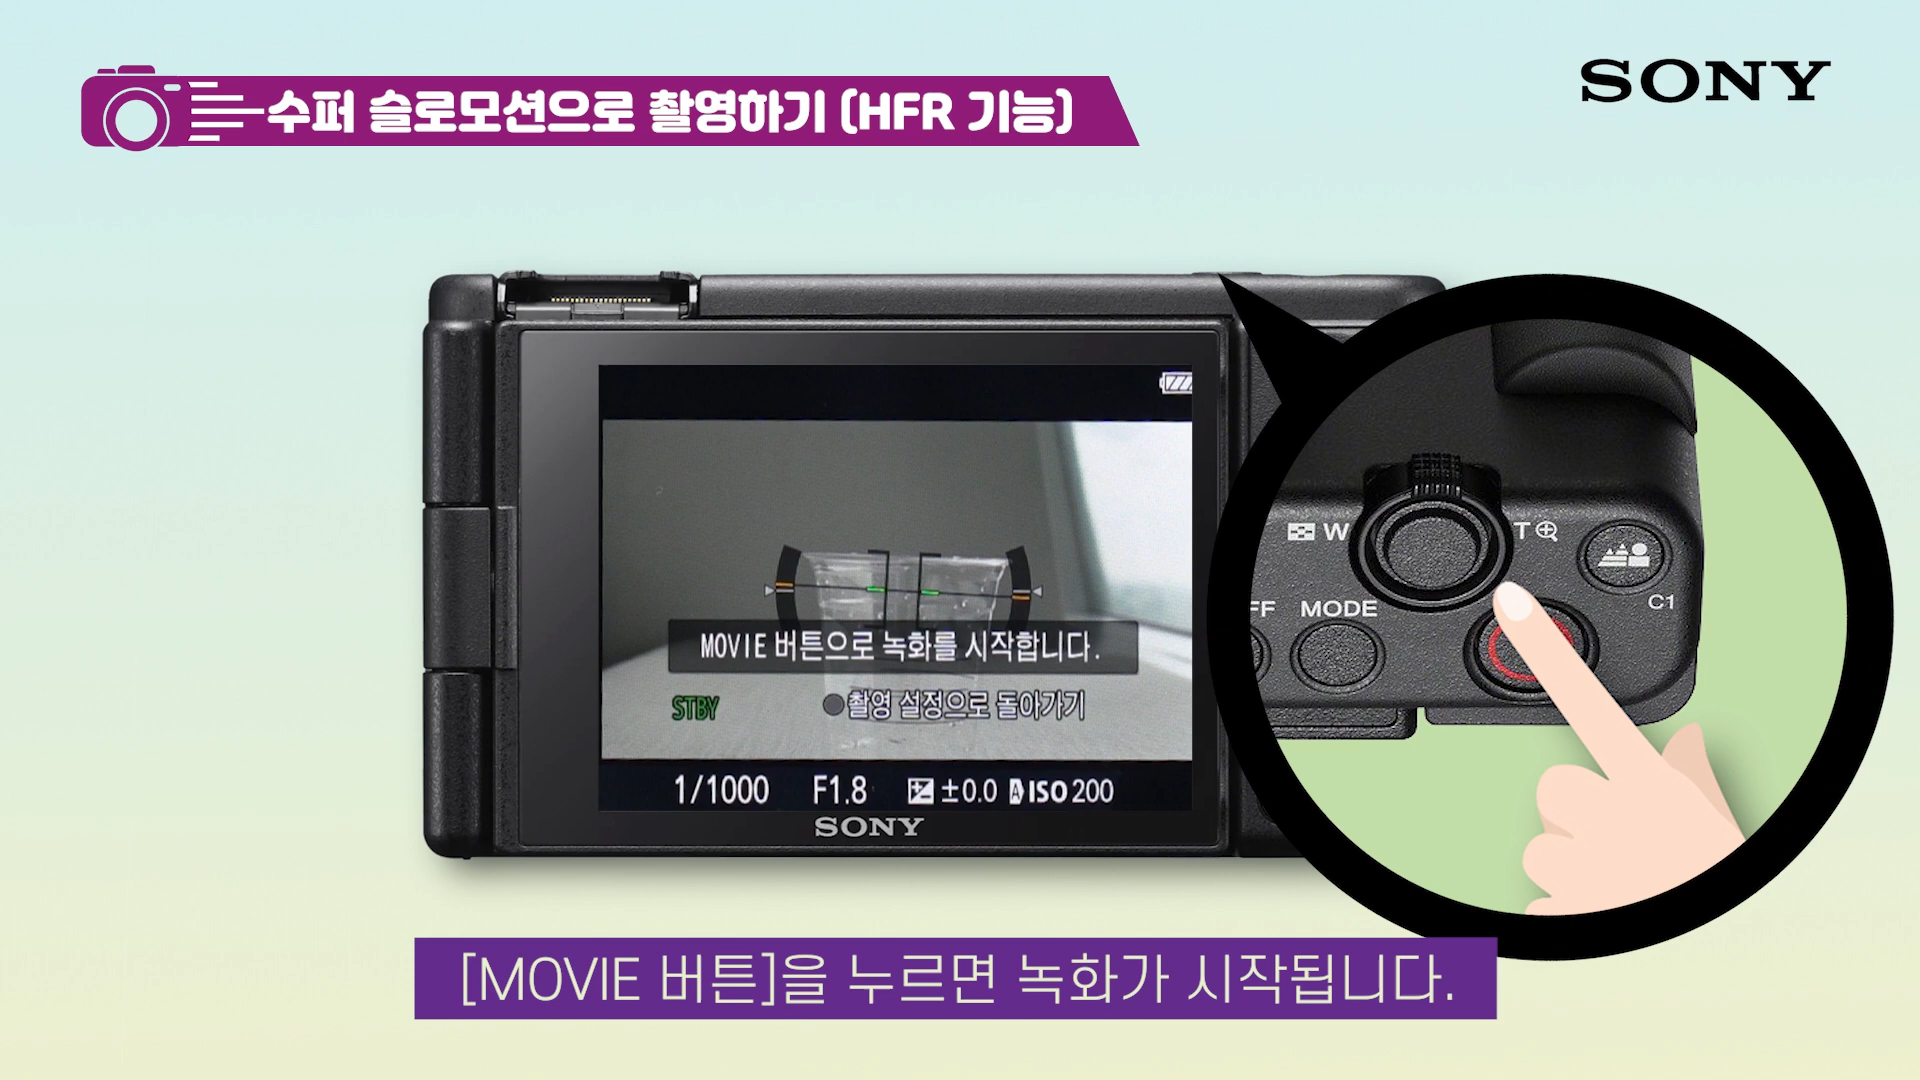 수퍼 슬로모션으로 촬영하기 (HFR 기능)
SONY
MOVIE 버튼으로 녹화를 시작합니다.
STBY
●촬영 설정으로 돌아가기
1/1000 F1.8 ±0.0 A ISO 200
SONY
W
T
C1
FF MODE
[MOVIE 버튼]을 누르면 녹화가 시작됩니다.